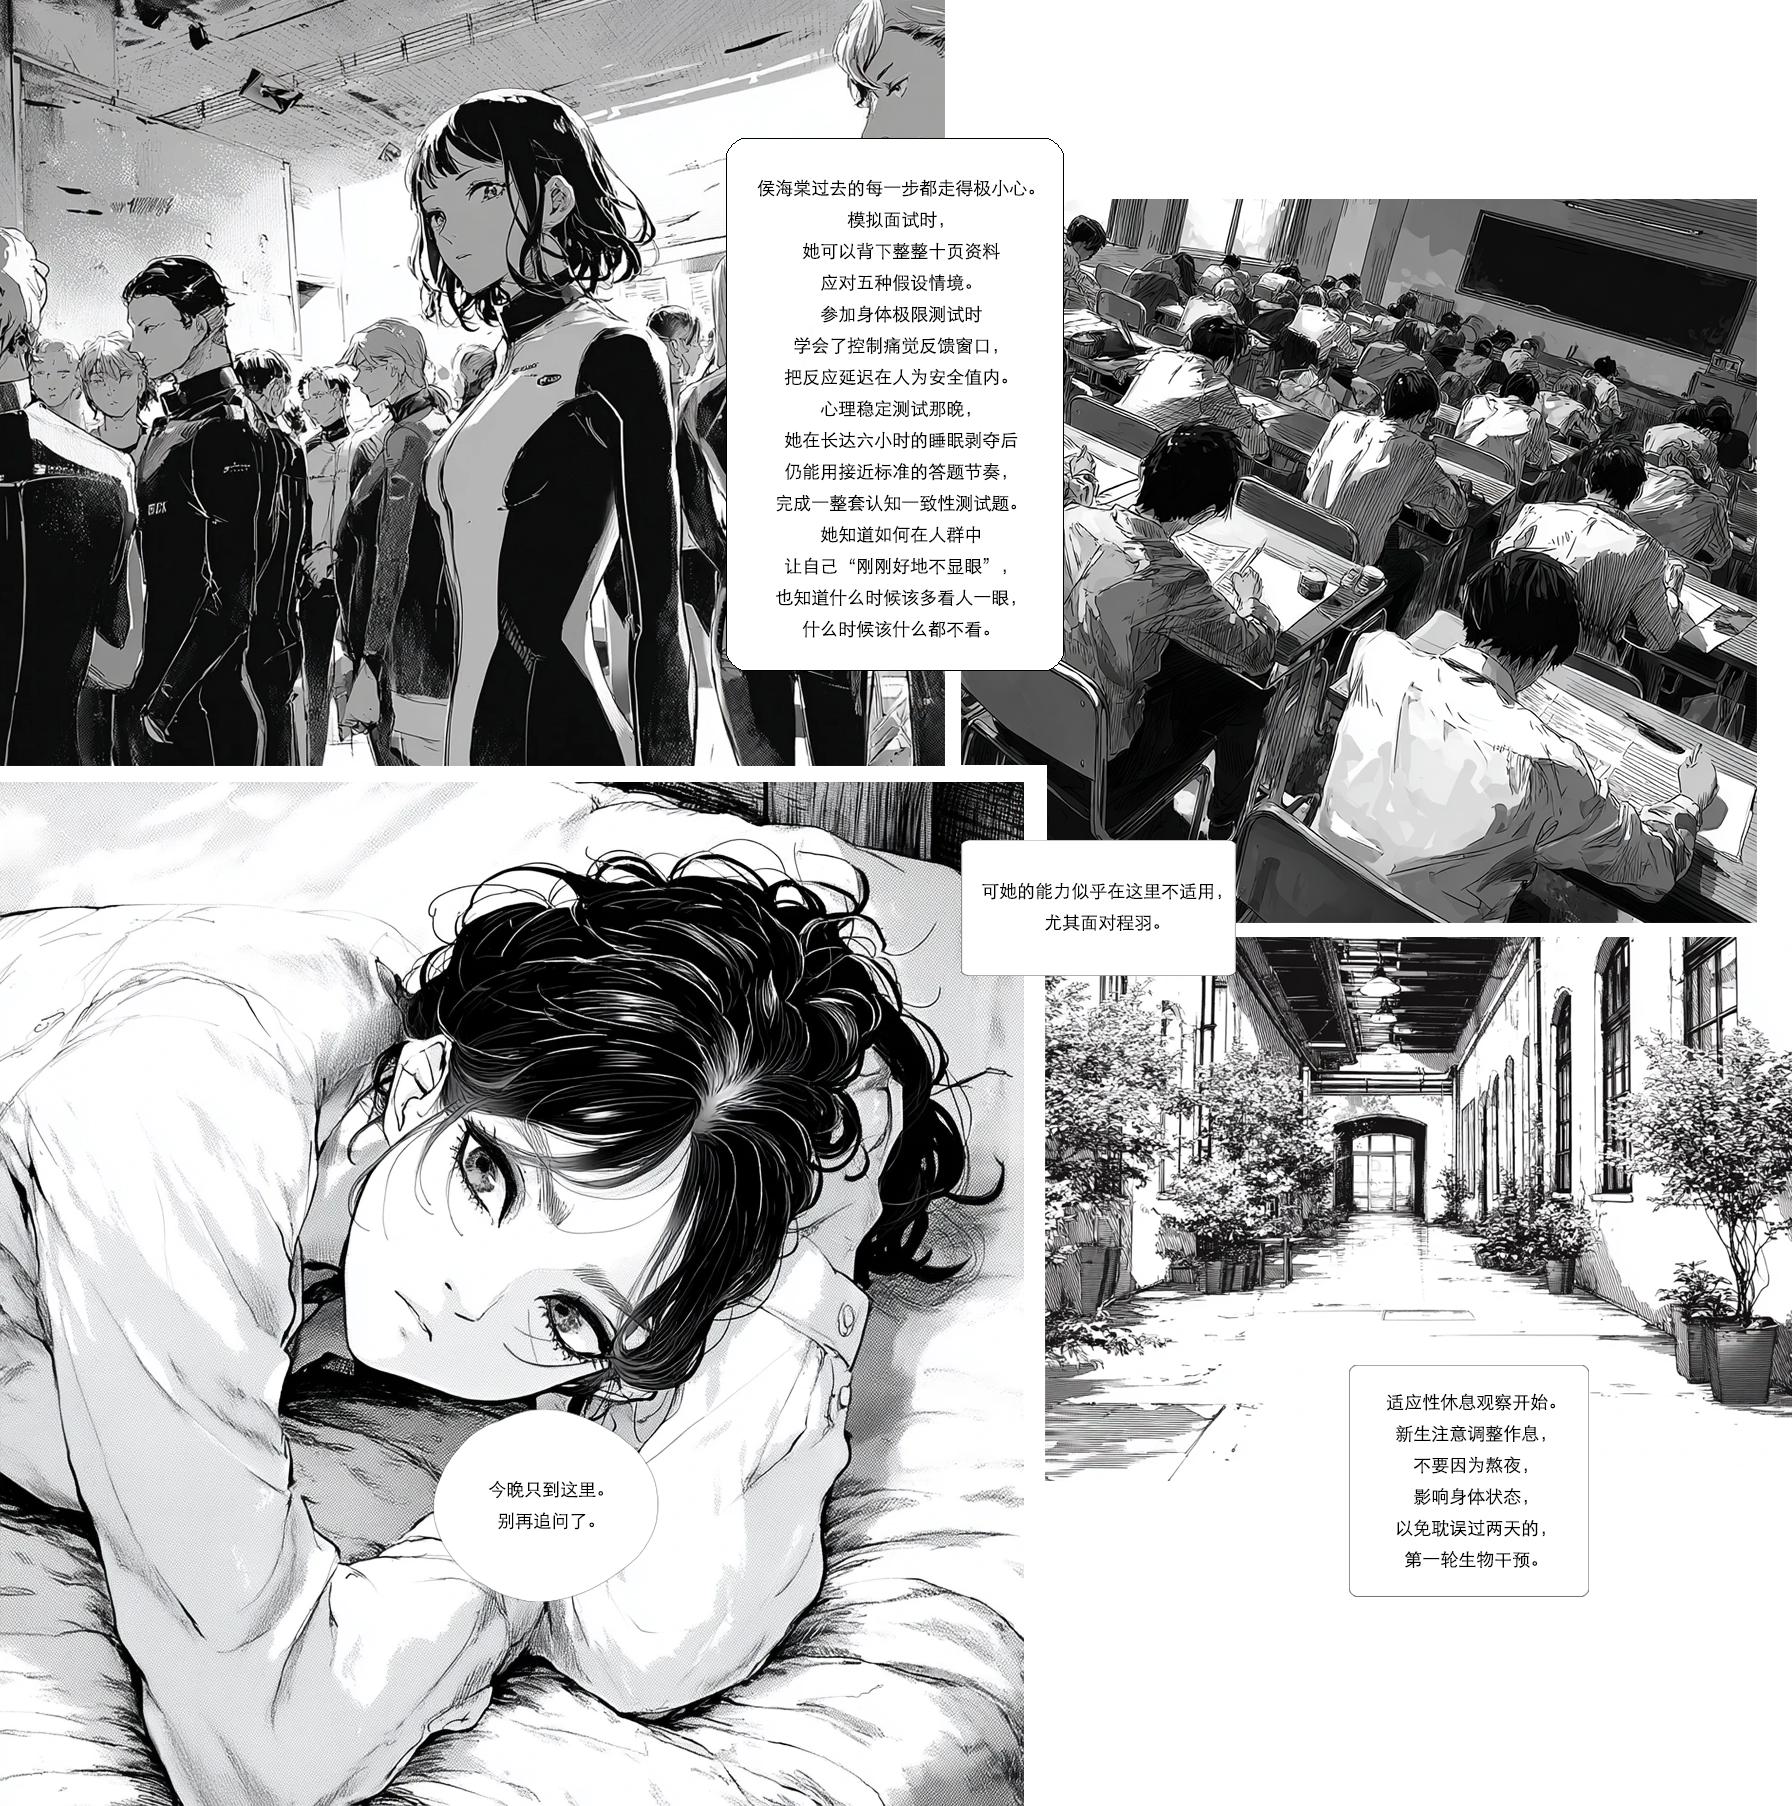 侯海棠过去的每一步都走得极小心。
模拟面试时，
她可以背下整整十页资料
应对五种假设情境。
参加身体极限测试时
学会了控制痛觉反馈窗口，
把反应延迟在人为安全值内。
心理稳定测试那晚，
她在长达六小时的睡眠剥夺后
仍能用接近标准的答题节奏，
完成一整套认知一致性测试题。
她知道如何在人群中
让自己“刚刚好地不显眼”，
也知道什么时候该多看人一眼，
什么时候该什么都不看。
可她的能力似乎在这里不适用，
尤其面对程羽。
今晚只到这里。
别再追问了。
适应性休息观察开始。
新生注意调整作息，
不要因为熬夜，
影响身体状态，
以免耽误过两天的，
第一轮生物干预。